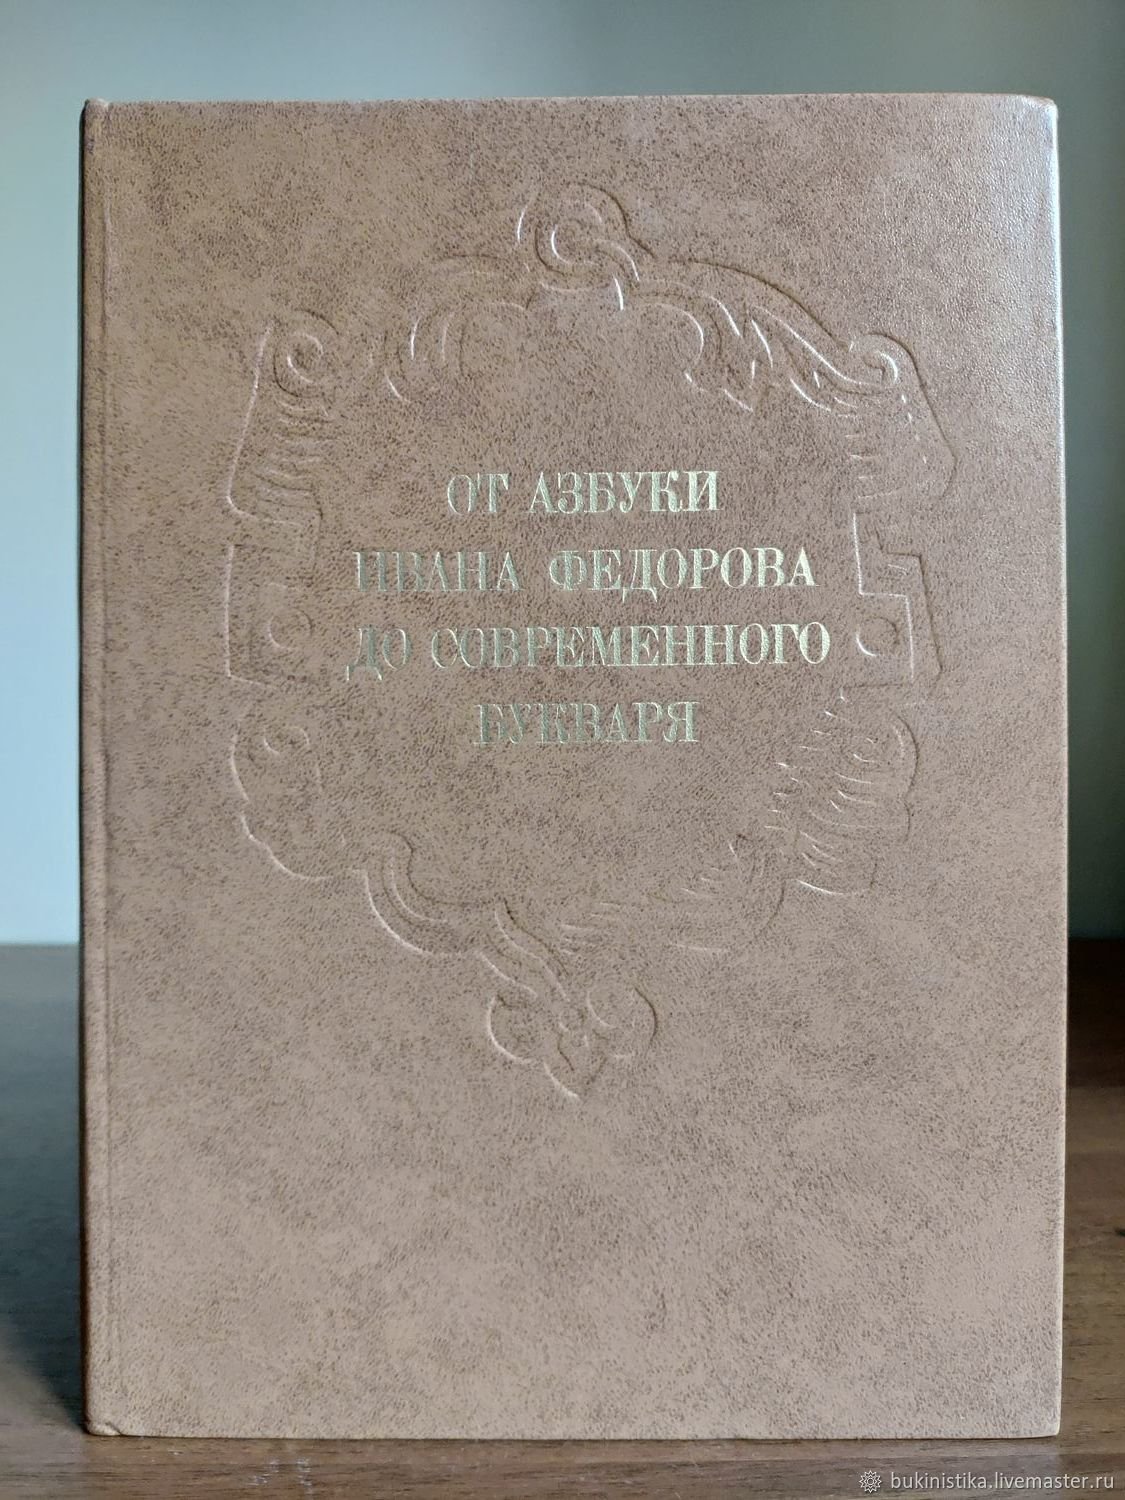 ОТ АЗБУКИ
ИВАНА ФЕДОРОВА
ДО СОВРЕМЕННОГО
БУКВАРЯ
bukinistika.livemaster.ru